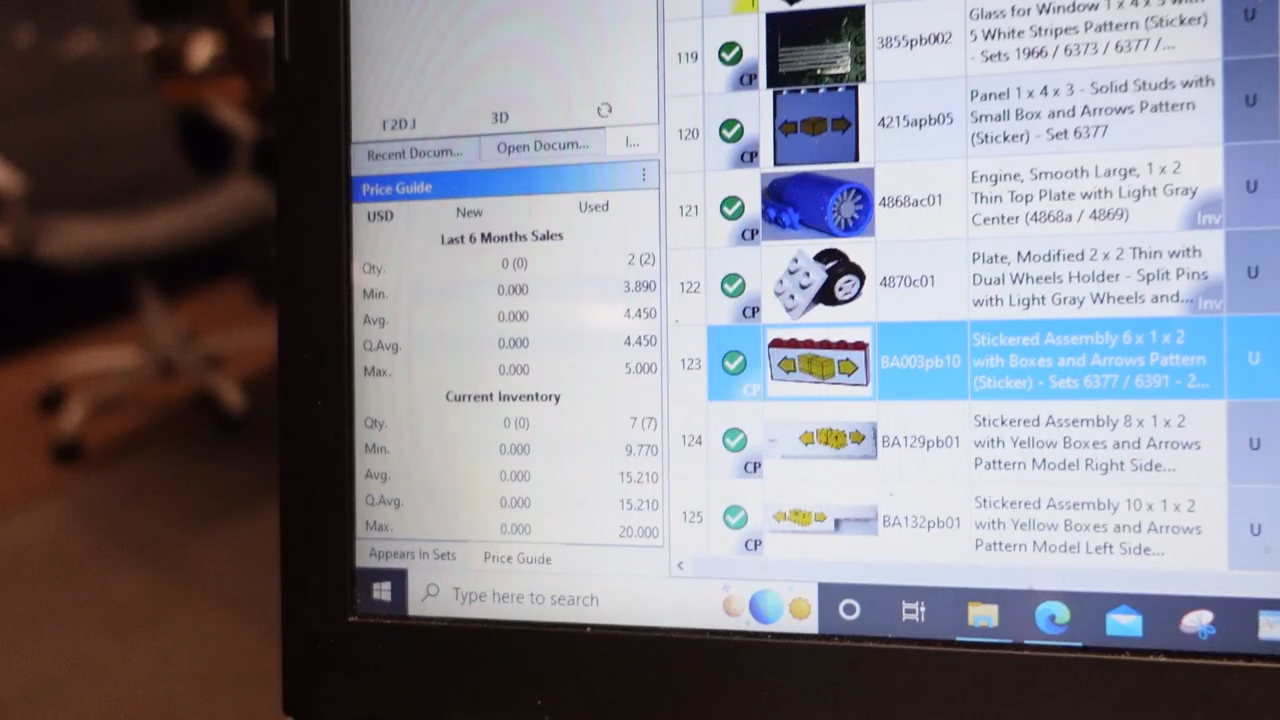 [2D]
3D
Recent Docum...
Open Docum...
I...
Price Guide
USD New Used
Last 6 Months Sales
Qty. 0 (0) 2 (2)
Min. 0.000 3.890
Avg. 0.000 4.450
Q.Avg. 0.000 4.450
Max. 0.000 5.000
Current Inventory
Qty. 0 (0) 7 (7)
Min. 0.000 9.770
Avg. 0.000 15.210
Q.Avg. 0.000 15.210
Max. 0.000 20.000
Appears In Sets Price Guide
Type here to search
119 CP 3855pb002
Glass for Window 1 x 4 x 3 with
5 White Stripes Pattern (Sticker)
- Sets 1966 / 6373 / 6377 /...
U
120 CP 4215apb05
Panel 1 x 4 x 3 - Solid Studs with
Small Box and Arrows Pattern
(Sticker) - Set 6377
U
121 CP 4868ac01
Engine, Smooth Large, 1 x 2
Thin Top Plate with Light Gray
Center (4868a / 4869)
Inv
U
122 CP 4870c01
Plate, Modified 2 x 2 Thin with
Dual Wheels Holder - Split Pins
with Light Gray Wheels and...
Inv
U
123 CP BA003pb10
Stickered Assembly 6 x 1 x 2
with Boxes and Arrows Pattern
(Sticker) - Sets 6377 / 6391 - 2...
U
124 CP BA129pb01
Stickered Assembly 8 x 1 x 2
with Yellow Boxes and Arrows
Pattern Model Right Side...
U
125 CP BA132pb01
Stickered Assembly 10 x 1 x 2
with Yellow Boxes and Arrows
Pattern Model Left Side...
U